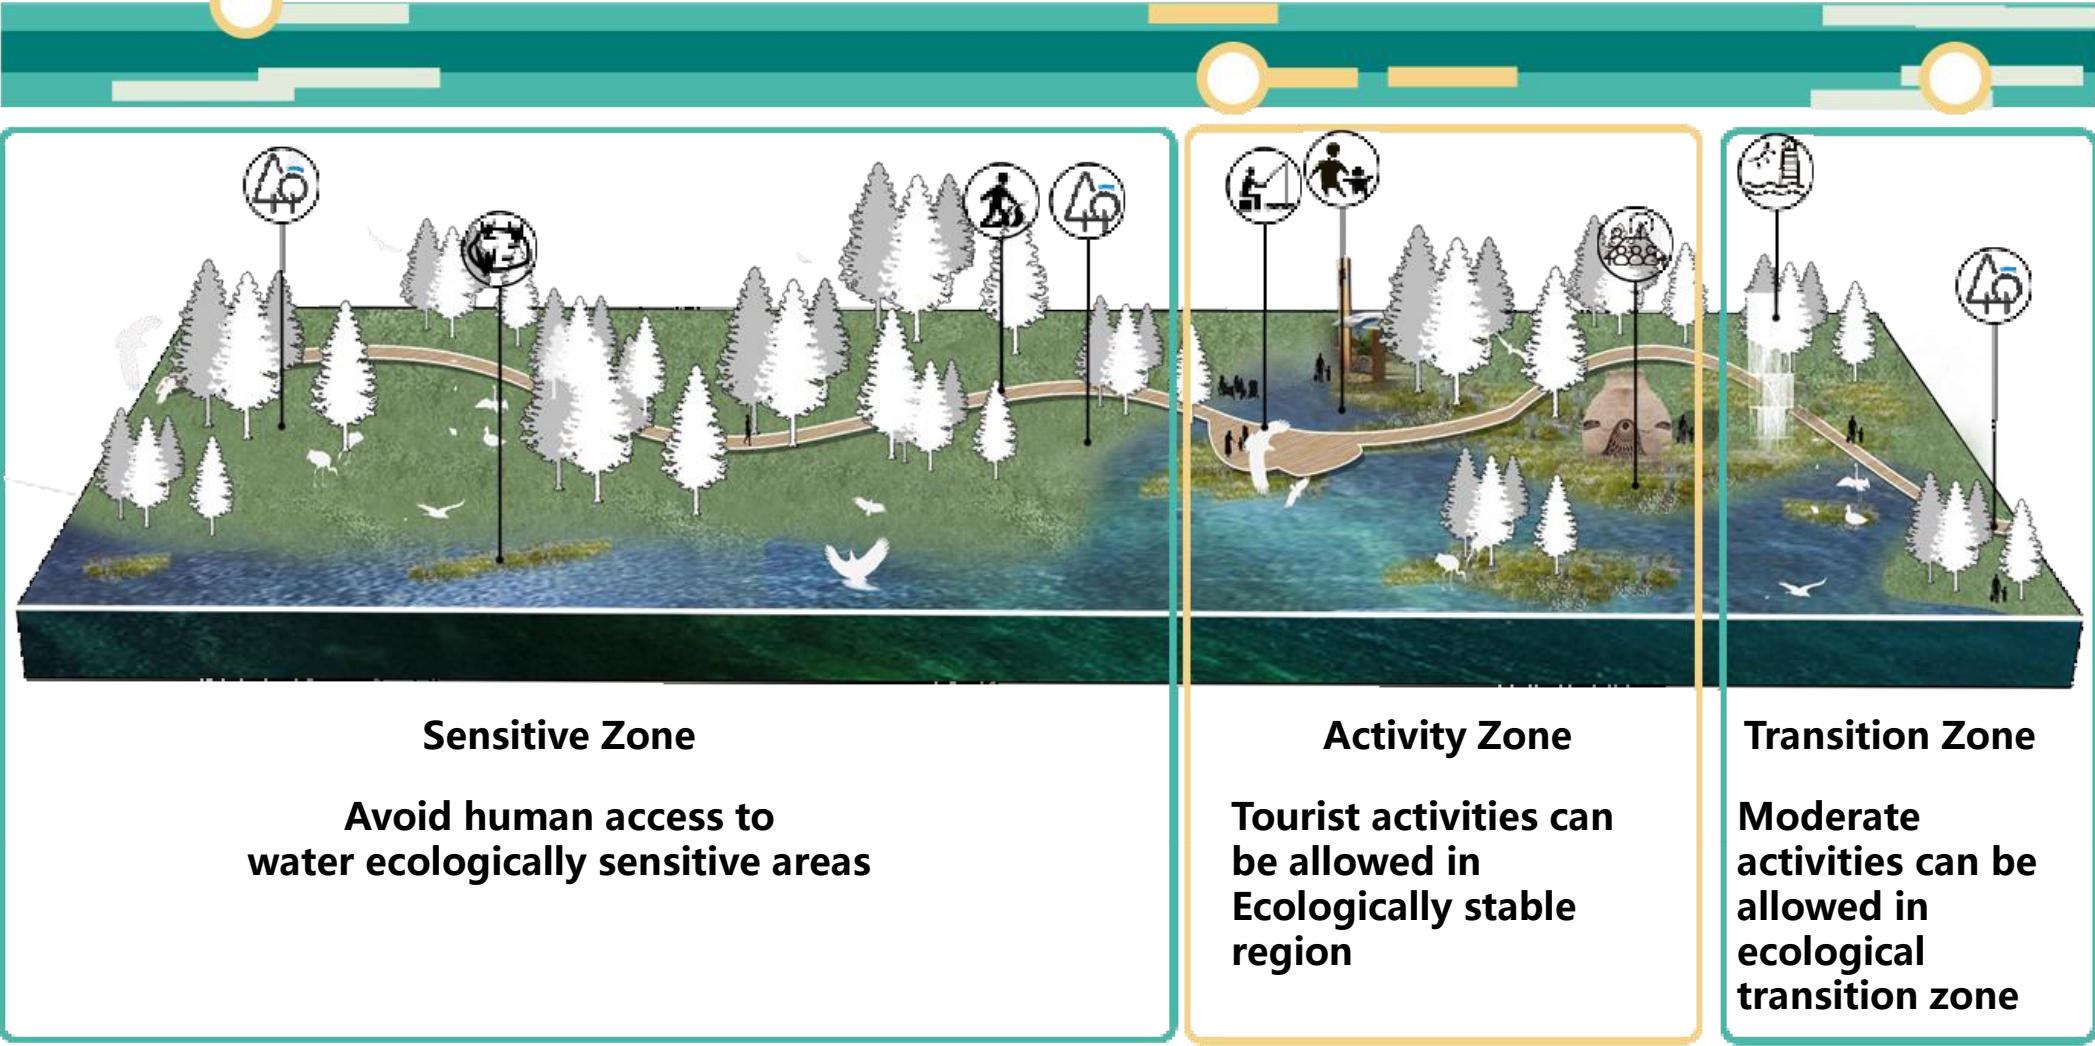 Sensitive Zone
Avoid human access to
water ecologically sensitive areas
Activity Zone
Tourist activities can
be allowed in
Ecologically stable
region
Transition Zone
Moderate
activities can be
allowed in
ecological
transition zone